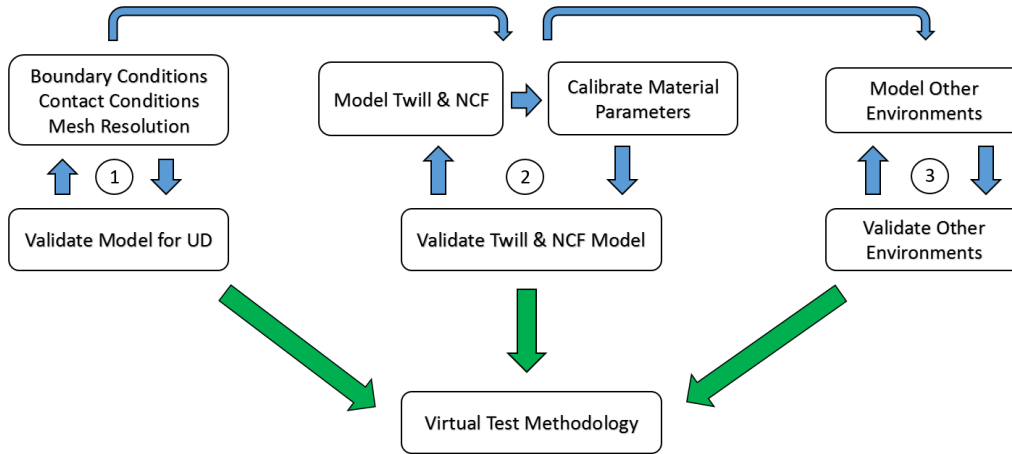 Boundary Conditions
Contact Conditions
Mesh Resolution
1
Validate Model for UD
Model Twill & NCF
Calibrate Material
Parameters
2
Validate Twill & NCF Model
Model Other
Environments
3
Validate Other
Environments
Virtual Test Methodology